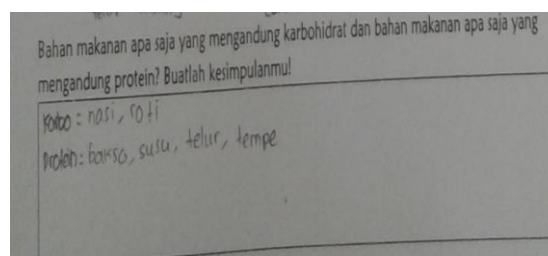 Bahan makanan apa saja yang mengandung karbohidrat dan bahan makanan apa saja yang
mengandung protein? Buatlah kesimpulanmu!
Karbo : nasi, roti
Protein : bakso, susu, telur, tempe